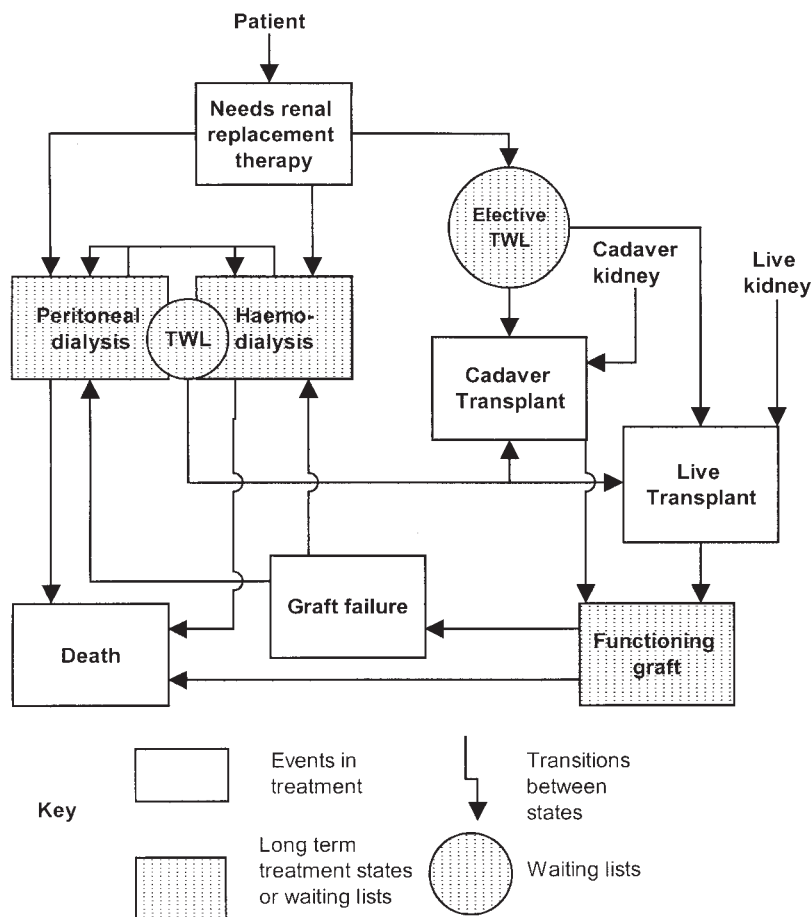 Patient
Needs renal
replacement
therapy
Elective
TWL
Cadaver
kidney
Live
kidney
Peritoneal
dialysis
TWL
Haemo-
dialysis
Cadaver
Transplant
Live
Transplant
Graft failure
Death
Functioning
graft
Key
Events in
treatment
Transitions
between
states
Long term
treatment states
or waiting lists
Waiting lists